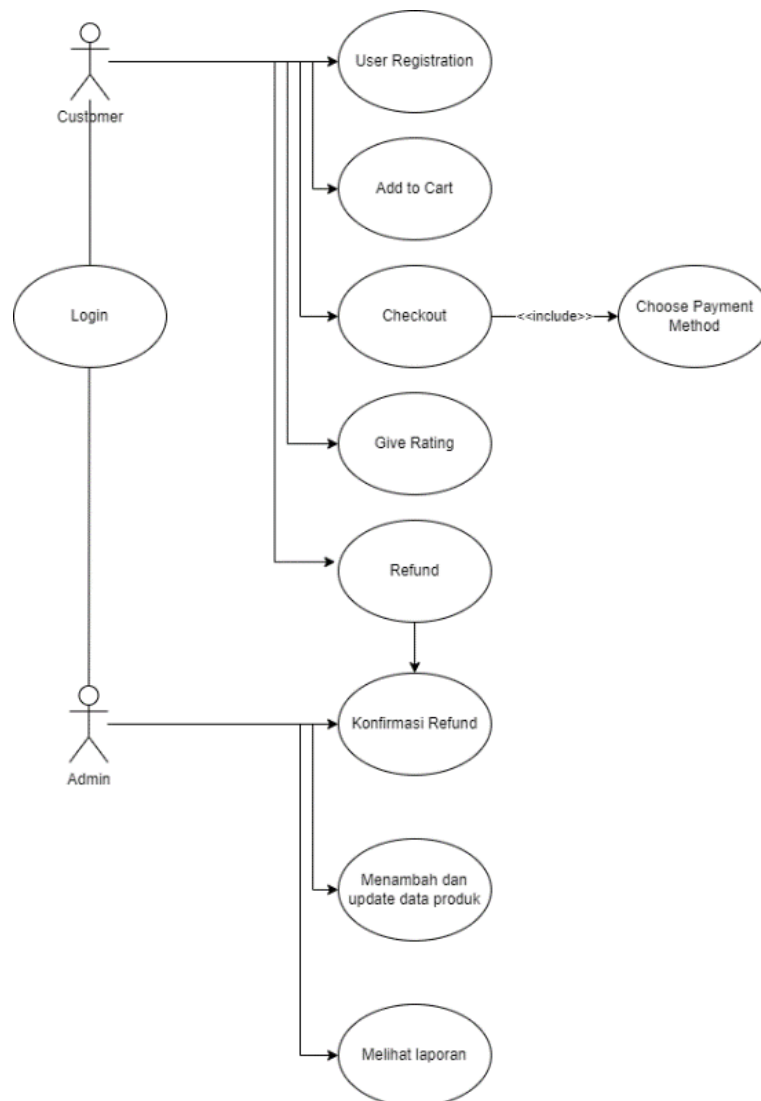 User Registration
Customer
Add to Cart
Login
Checkout
<<include>>
Choose Payment
Method
Give Rating
Refund
Konfirmasi Refund
Admin
Menambah dan
update data produk
Melihat laporan